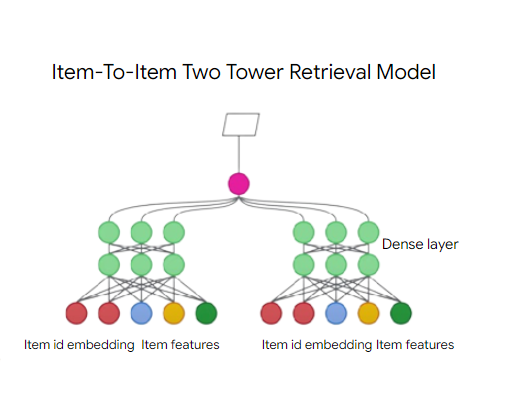 Item-To-Item Two Tower Retrieval Model
Dense layer
Item id embedding Item features
Item id embedding Item features